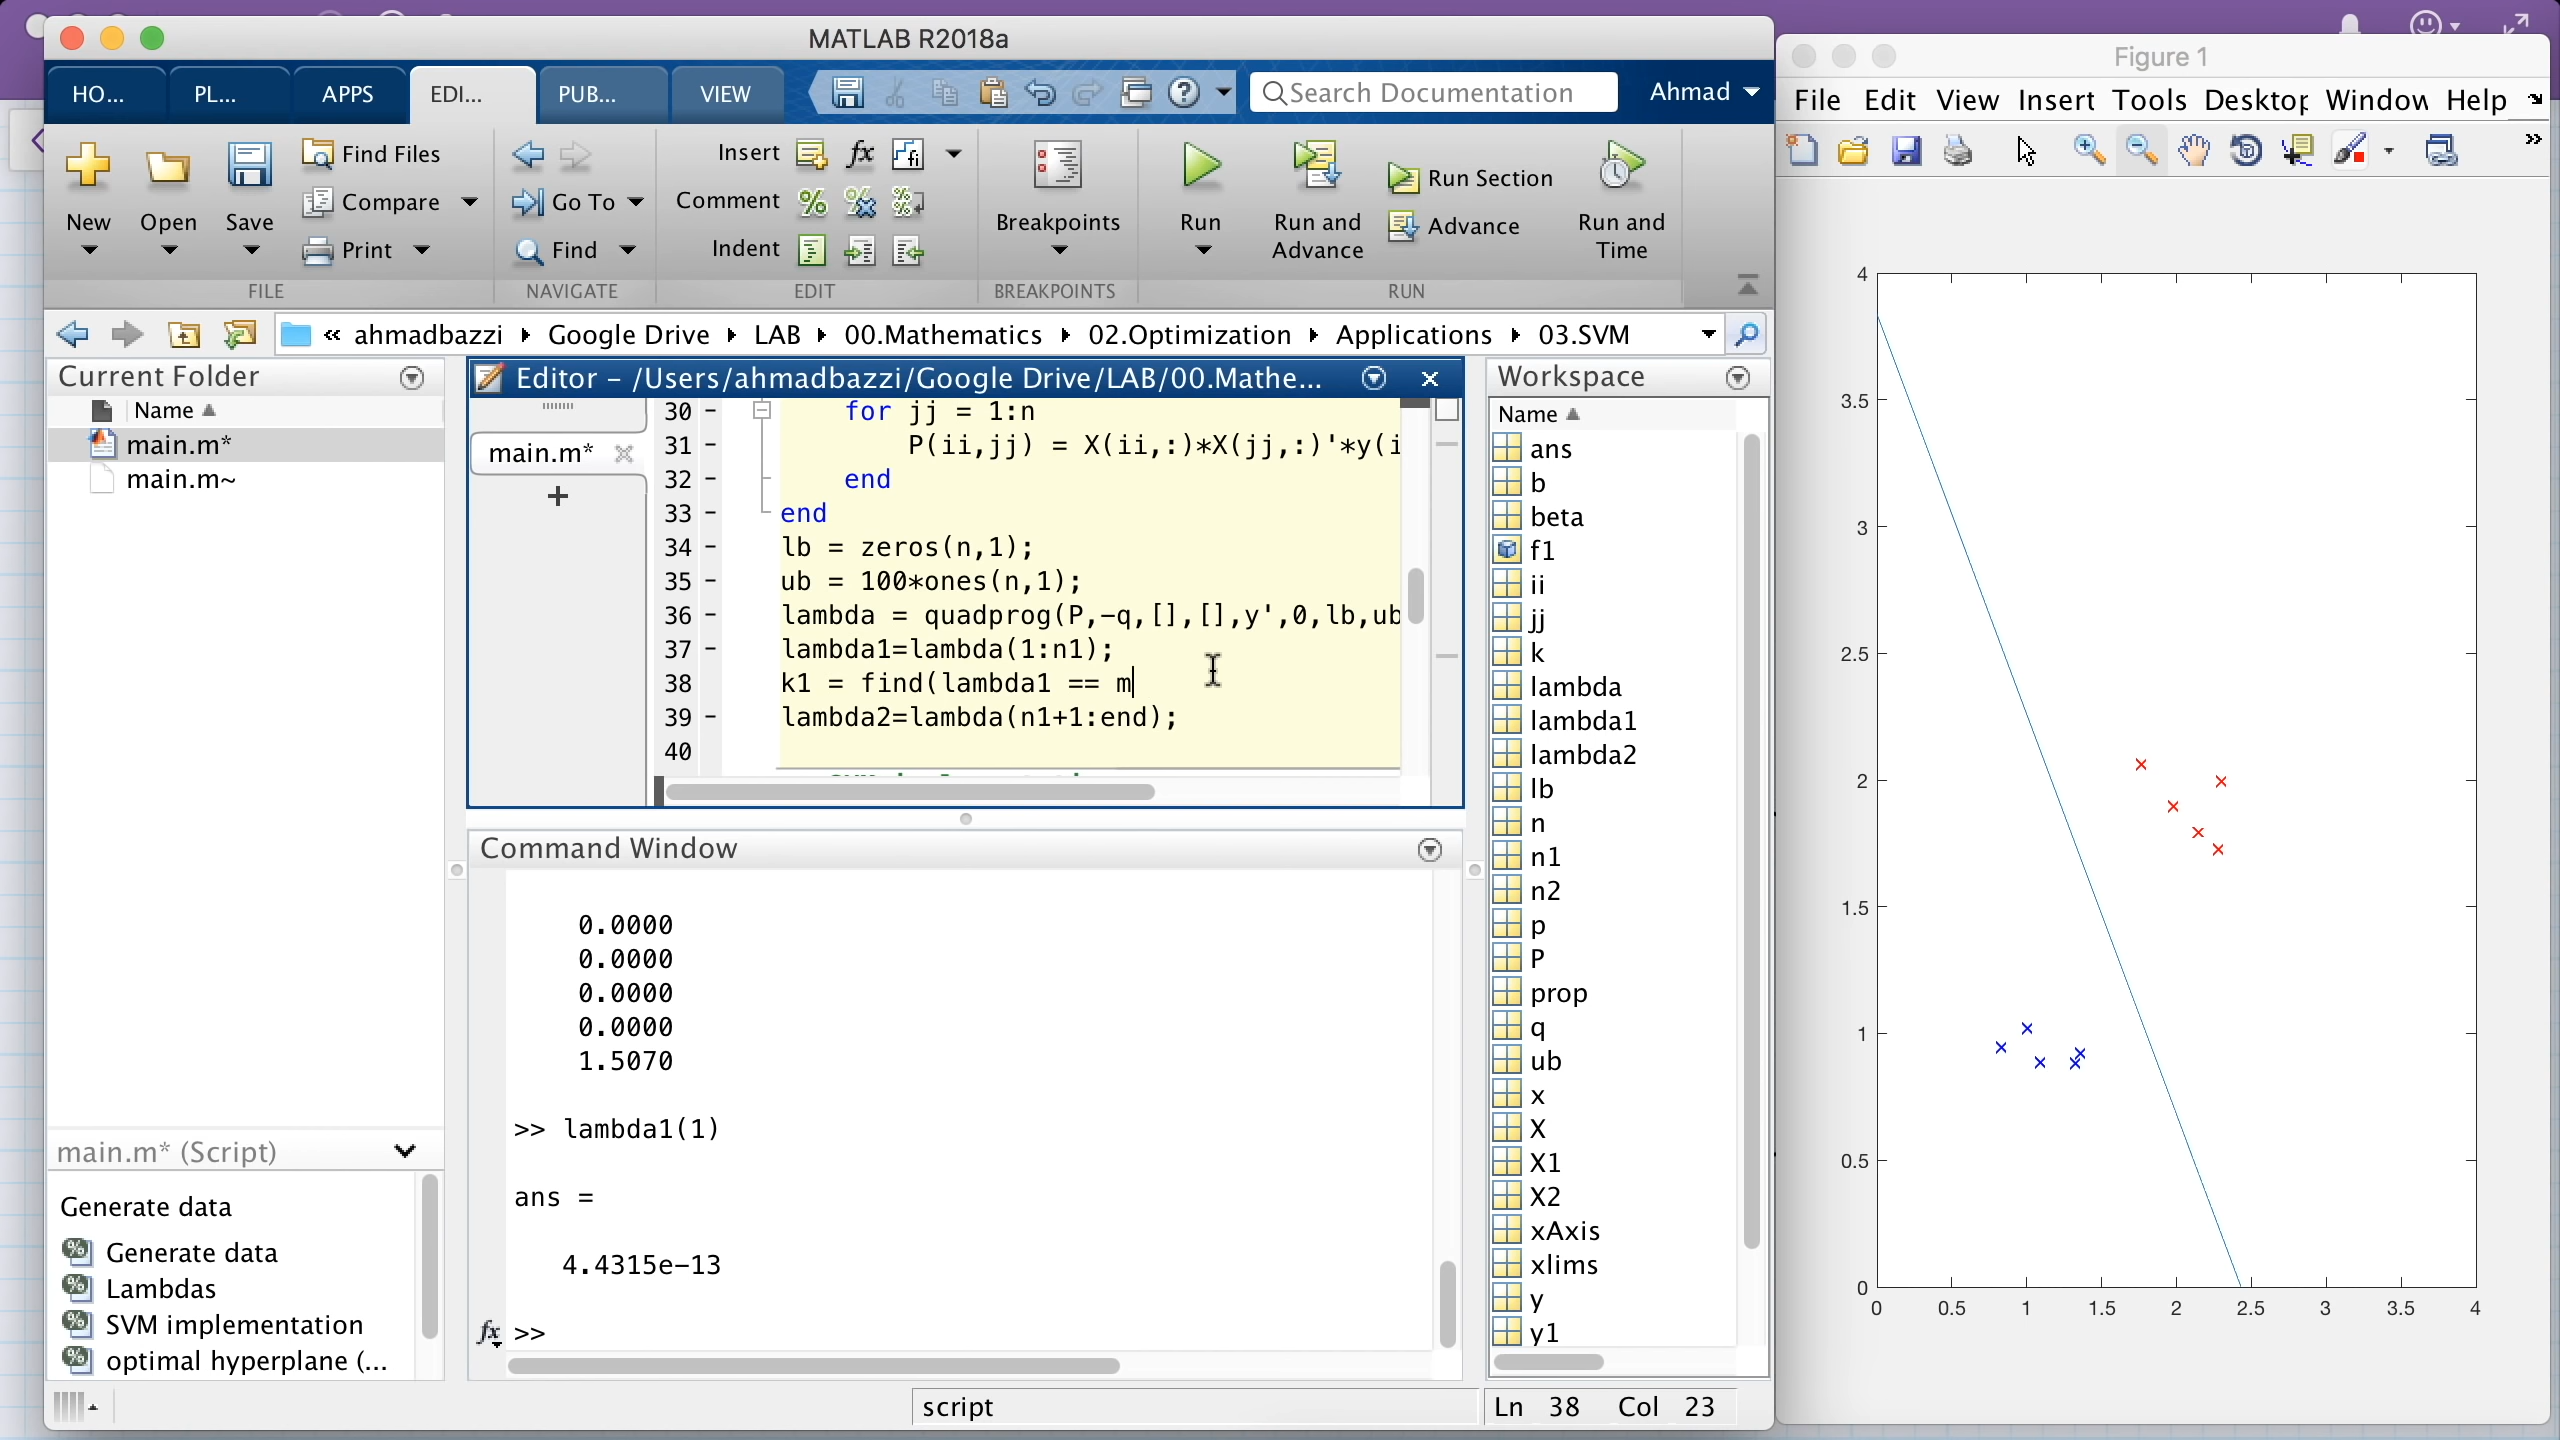 MATLAB R2018a
HO...
PL...
APPS
EDI...
PUB...
VIEW
Search Documentation
Ahmad
New
Open
Save
Find Files
Compare
Print
Go To
Find
Insert
fx
fi
Comment
Indent
Breakpoints
Run
Run and Advance
Run Section
Advance
Run and Time
FILE
NAVIGATE
EDIT
BREAKPOINTS
RUN
« ahmadbazzi ▸ Google Drive ▸ LAB ▸ 00.Mathematics ▸ 02.Optimization ▸ Applications ▸ 03.SVM
Current Folder
Name
main.m*
main.m~
main.m* (Script)
Generate data
Generate data
Lambdas
SVM implementation
optimal hyperplane (...
Editor – /Users/ahmadbazzi/Google Drive/LAB/00.Mathe...
main.m*
30 – for jj = 1:n
31 – P(ii,jj) = X(ii,:)*X(jj,:)'*y(i
32 – end
33 – end
34 – lb = zeros(n,1);
35 – ub = 100*ones(n,1);
36 – lambda = quadprog(P,-q,[],[],y',0,lb,ub
37 – lambda1=lambda(1:n1);
38 k1 = find(lambda1 == m
39 – lambda2=lambda(n1+1:end);
40
Command Window
0.0000
0.0000
0.0000
0.0000
1.5070
>> lambda1(1)
ans =
4.4315e-13
fx >>
script
Ln 38 Col 23
Workspace
Name
ans
b
beta
f1
ii
jj
k
lambda
lambda1
lambda2
lb
n
n1
n2
p
P
prop
q
ub
x
X
X1
X2
xAxis
xlims
y
y1
Figure 1
File Edit View Insert Tools Desktop Window Help
4
3.5
3
2.5
2
1.5
1
0.5
0
0 0.5 1 1.5 2 2.5 3 3.5 4